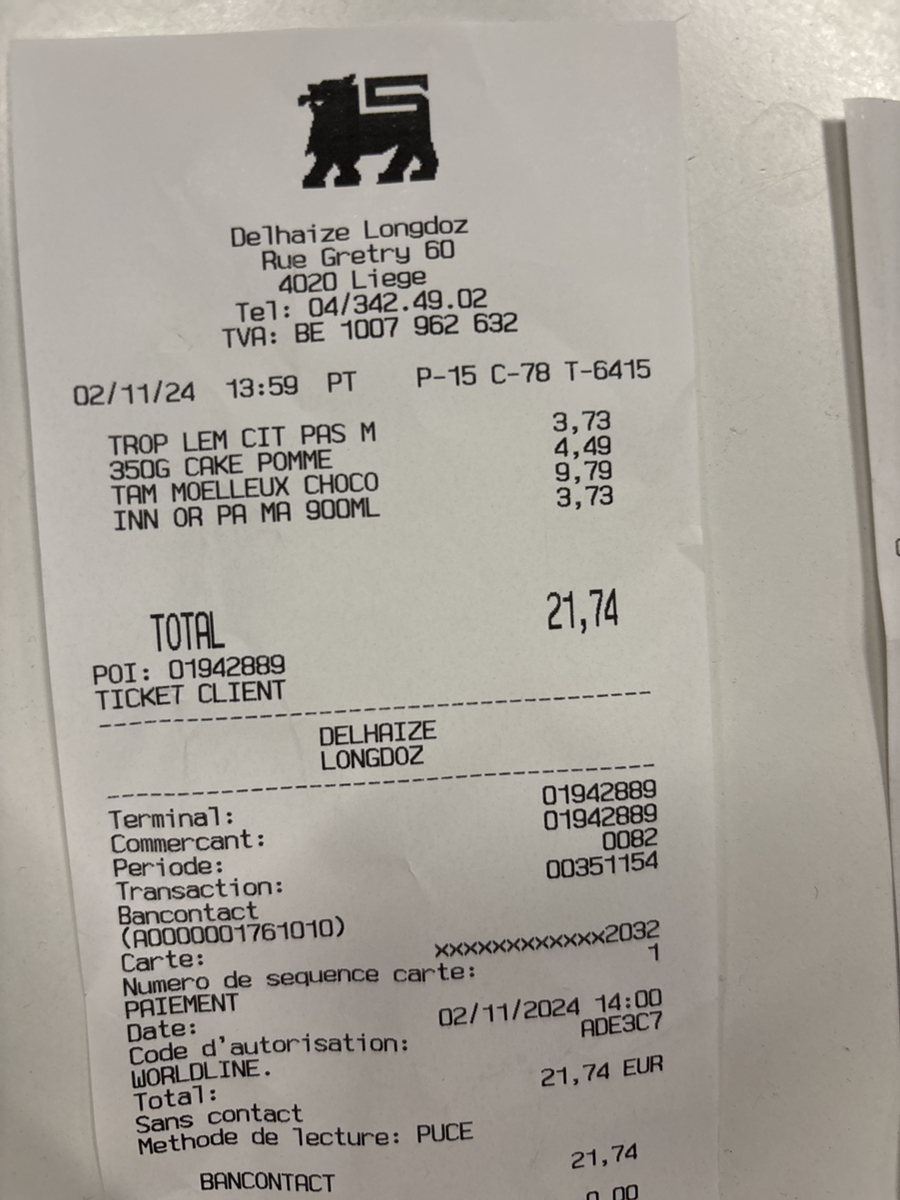 Delhaize Longdoz
Rue Gretry 60
4020 Liege
Tel: 04/342.49.02
TVA: BE 1007 962 632
02/11/24 13:59 PT P-15 C-78 T-6415
TROP LEM CIT PAS M 3,73
350G CAKE POMME 4,49
TAM MOELLEUX CHOCO 9,79
INN OR PA MA 900ML 3,73
TOTAL 21,74
POI: 01942889
TICKET CLIENT
DELHAIZE
LONGDOZ
Terminal: 01942889
Commercant: 01942889
Periode: 0082
Transaction: 00351154
Bancontact
(A0000001761010)
Carte: xxxxxxxxxxxxx2032
Numero de sequence carte: 1
PAIEMENT
Date: 02/11/2024 14:00
Code d'autorisation: ADE3C7
WORLDLINE.
Total: 21,74 EUR
Sans contact
Methode de lecture: PUCE
BANCONTACT 21,74